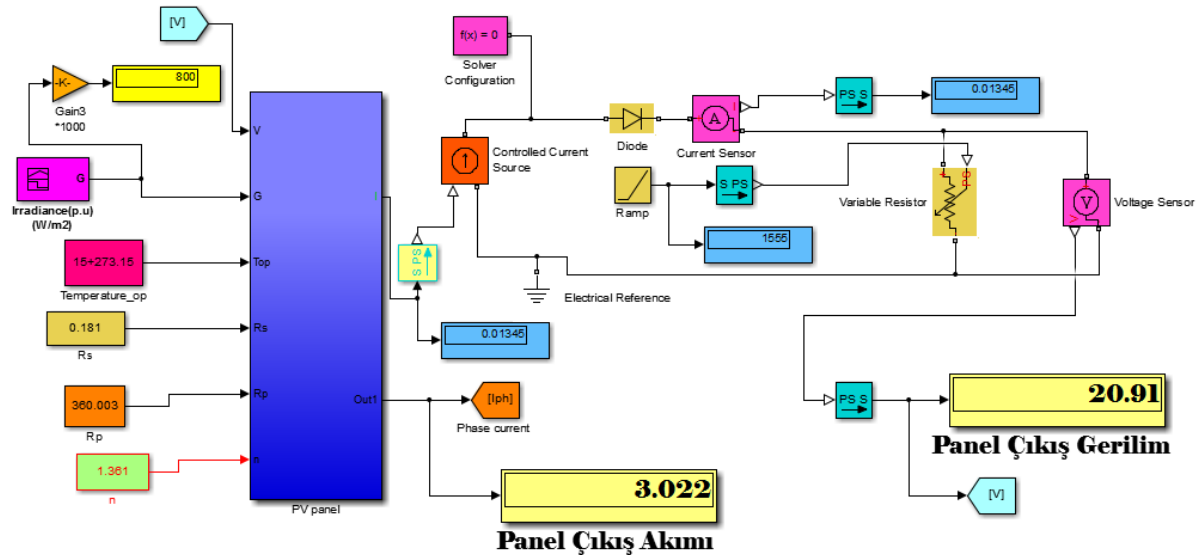 [V]
f(x) = 0
Solver
Configuration
-K-
800
Gain3
*1000
PS S
0.01345
V
Diode
A
Current Sensor
I
Controlled Current
Source
G
Irradiance(p.u)
(W/m2)
G
S PS
Ramp
PS
Variable Resistor
V
Voltage Sensor
V
1555
I
15+273.15
Temperature_op
Top
S PS
Electrical Reference
0.181
Rs
Rs
0.01345
360.003
Rp
Rp
Out1
[Iph]
Phase current
PS S
20.91
Panel Çıkış Gerilim
1.361
n
n
3.022
[V]
PV panel
Panel Çıkış Akımı